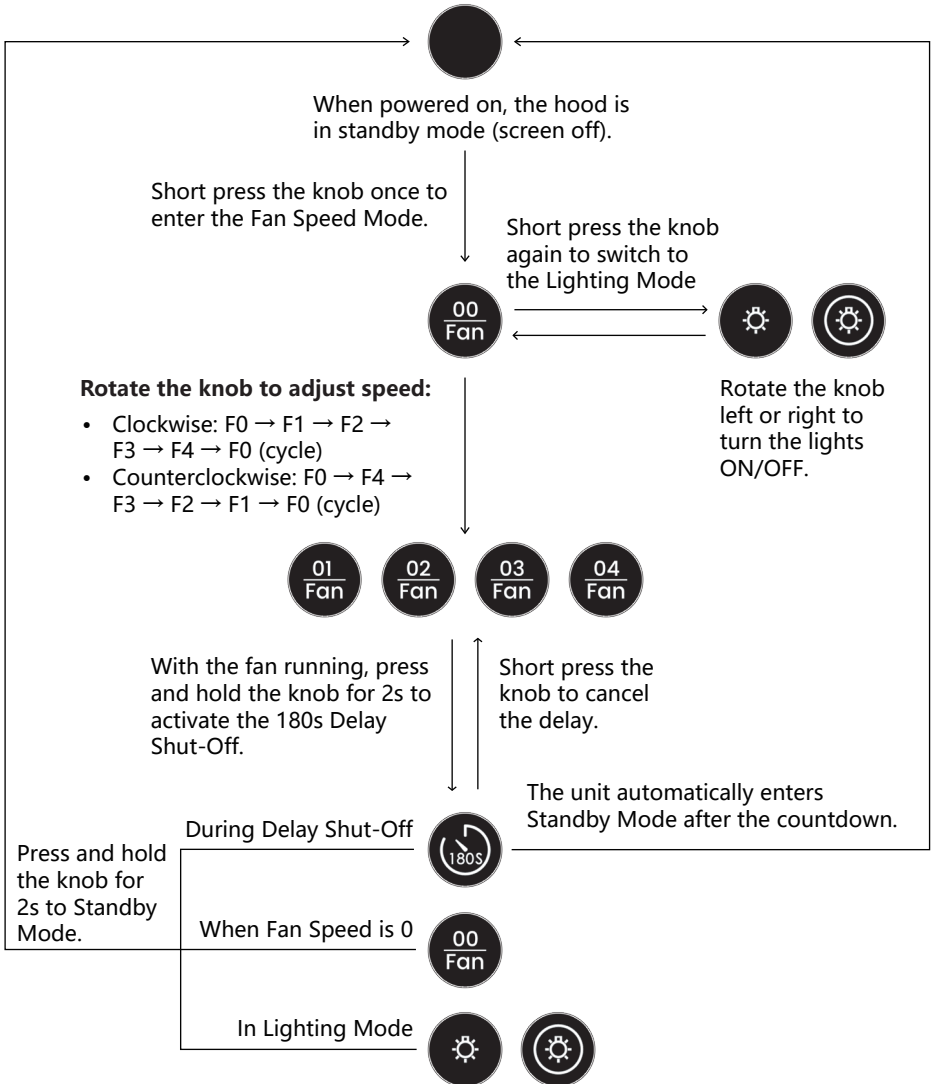 When powered on, the hood is
in standby mode (screen off).
Short press the knob once to
enter the Fan Speed Mode.
Short press the knob
again to switch to
the Lighting Mode
00
Fan
Rotate the knob to adjust speed:
• Clockwise: F0 → F1 → F2 →
F3 → F4 → F0 (cycle)
• Counterclockwise: F0 → F4 →
F3 → F2 → F1 → F0 (cycle)
Rotate the knob
left or right to
turn the lights
ON/OFF.
01
Fan
02
Fan
03
Fan
04
Fan
With the fan running, press
and hold the knob for 2s to
activate the 180s Delay
Shut-Off.
Short press the
knob to cancel
the delay.
The unit automatically enters
Standby Mode after the countdown.
During Delay Shut-Off
180S
Press and hold
the knob for
2s to Standby
Mode.
When Fan Speed is 0
00
Fan
In Lighting Mode